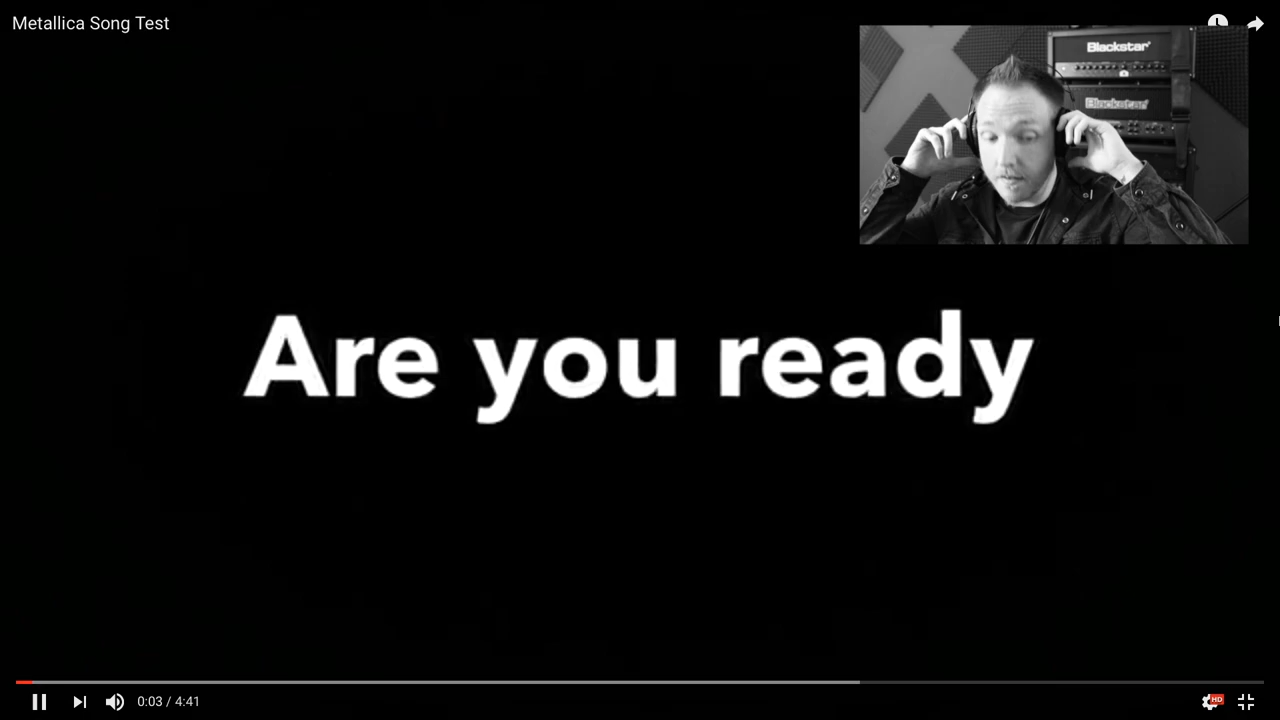 Metallica Song Test
Blackstar
Blackstar
Are you ready
0:03 / 4:41
HD